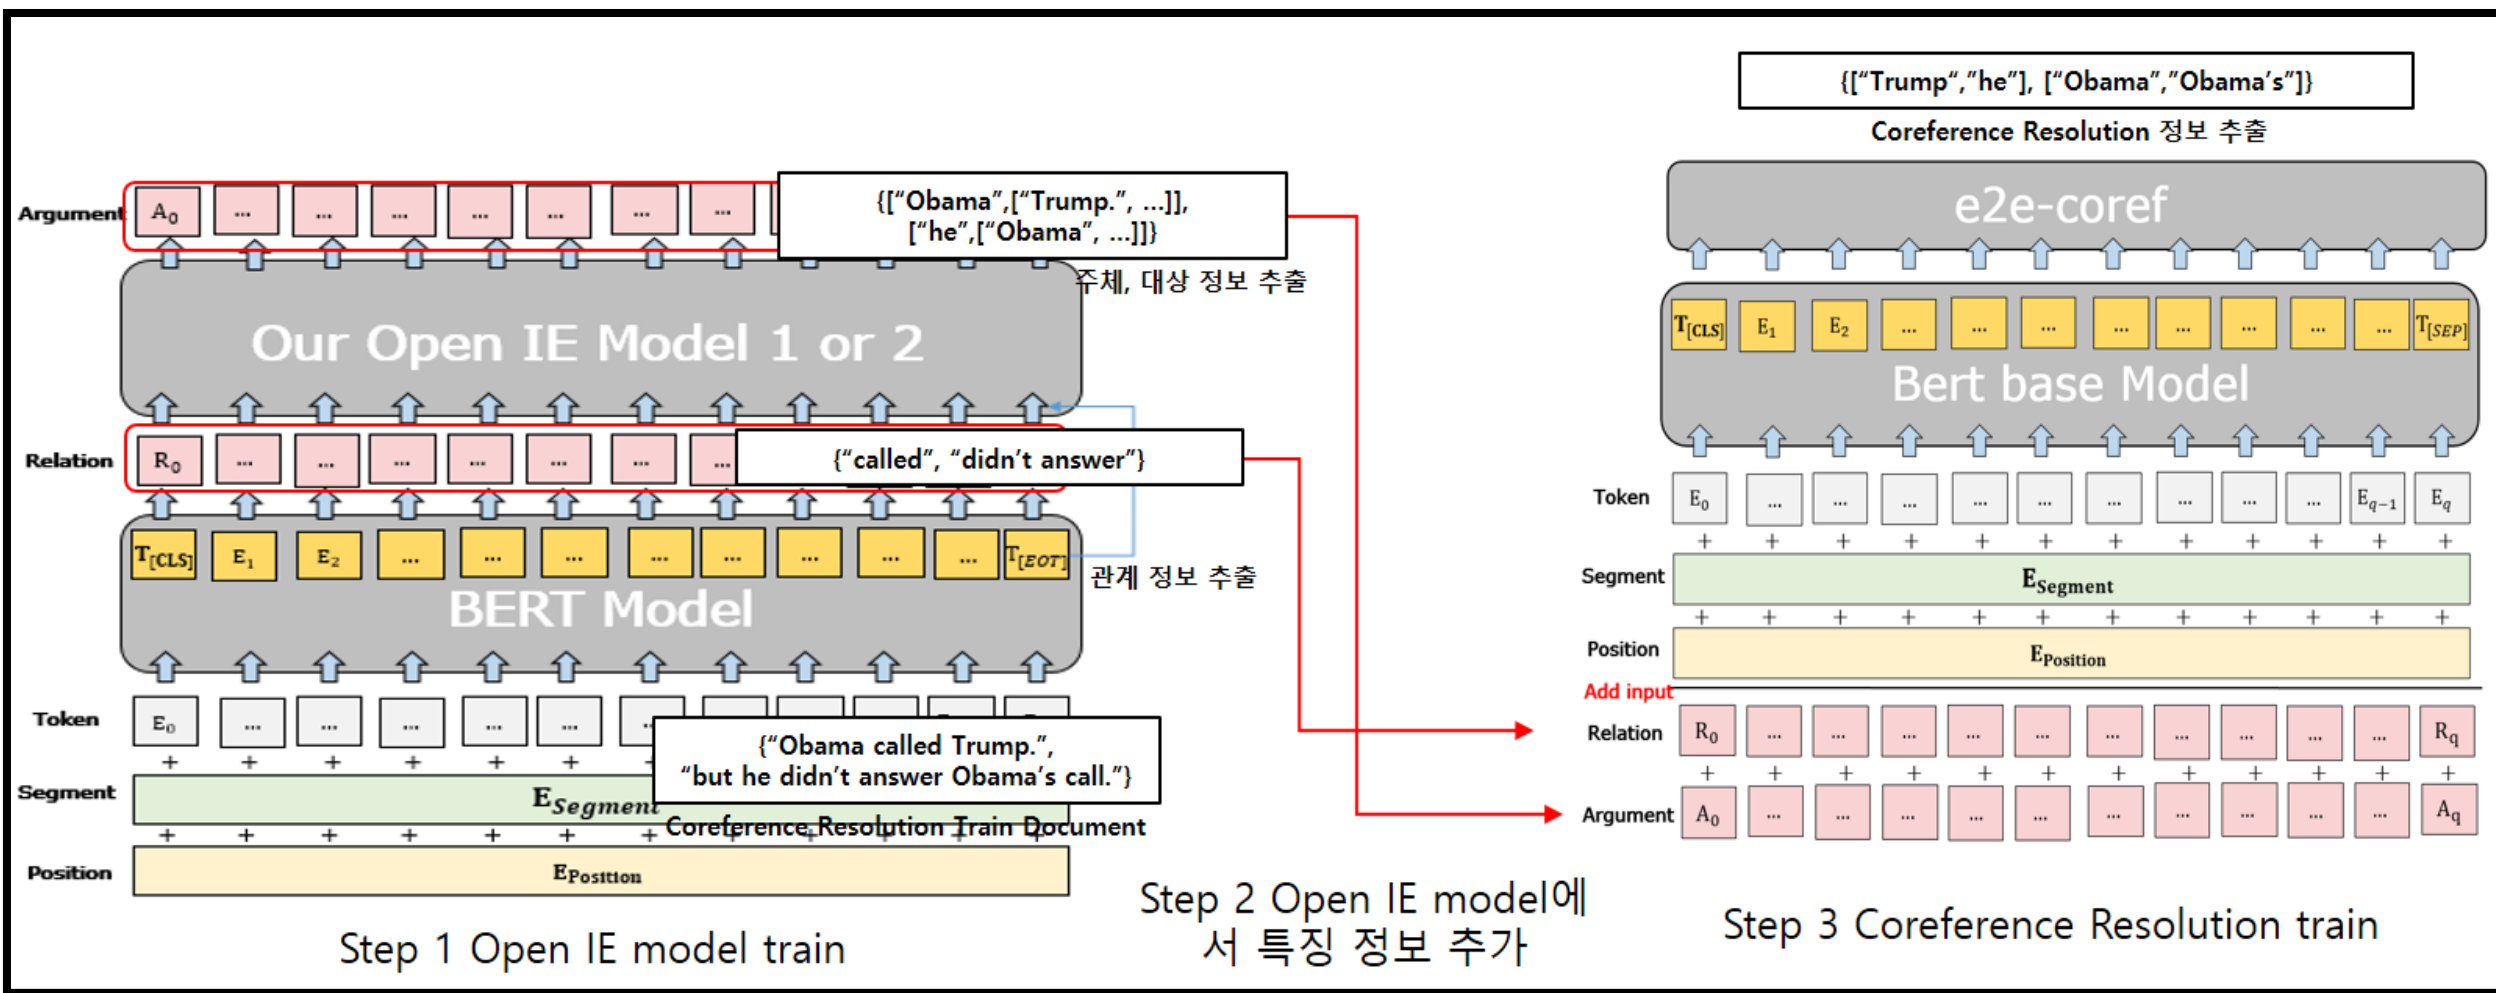 Argument
A0 ... ... ... ... ... ... ...
{["Obama",["Trump.", ...]],
["he",["Obama", ...]]}
주체, 대상 정보 추출
Our Open IE Model 1 or 2
Relation
R0 ... ... ... ... ... ... ...
{"called", "didn't answer"}
T[CLS] E1 E2 ... ... ... ... ... ... ... ... T[EOT]
관계 정보 추출
BERT Model
Token
E0 ... ... ... ... ... ...
+ + + + + +
{"Obama called Trump.",
"but he didn't answer Obama's call."}
Segment
ESegment
Coreference Resolution Train Document
+ + + + + + + + + + + +
Position
EPosition
Step 1 Open IE model train
Step 2 Open IE model에
서 특징 정보 추가
{["Trump","he"], ["Obama","Obama's"]}
Coreference Resolution 정보 추출
e2e-coref
T[CLS] E1 E2 ... ... ... ... ... ... ... ... T[SEP]
Bert base Model
Token
E0 ... ... ... ... ... ... ... ... ... Eq−1 Eq
+ + + + + + + + + + + +
Segment
ESegment
+ + + + + + + + + + + +
Position
EPosition
Add input
Relation
R0 ... ... ... ... ... ... ... ... ... ... Rq
+ + + + + + + + + + + +
Argument
A0 ... ... ... ... ... ... ... ... ... ... Aq
Step 3 Coreference Resolution train